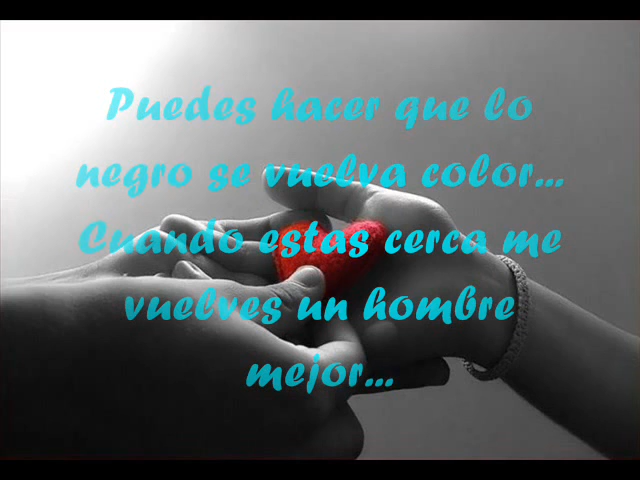 Puedes hacer que lo
negro se vuelva color...
Cuando estas cerca me
vuelves un hombre
mejor...